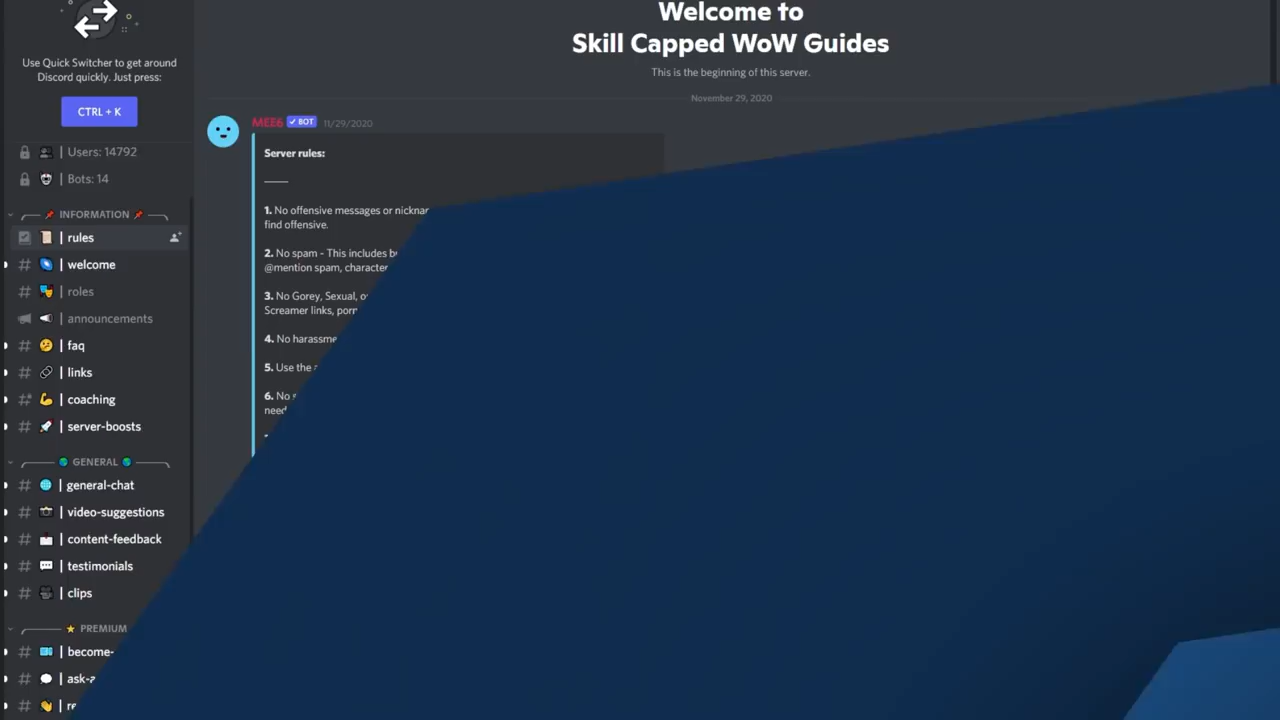 Use Quick Switcher to get around
Discord quickly. Just press:
CTRL + K
Users: 14792
Bots: 14
INFORMATION
rules
welcome
roles
announcements
faq
links
coaching
server-boosts
GENERAL
general-chat
video-suggestions
content-feedback
testimonials
clips
PREMIUM
become-
ask-a
Welcome to
Skill Capped WoW Guides
This is the beginning of this server.
November 29, 2020
MEE6 BOT 11/29/2020
Server rules:
1. No offensive messages or
find offensive.
2. No spam - This includes
@mention spam, character
3. No Gorey, Sexual,
Screamer links,
4. No
5. Use the
6. No
need